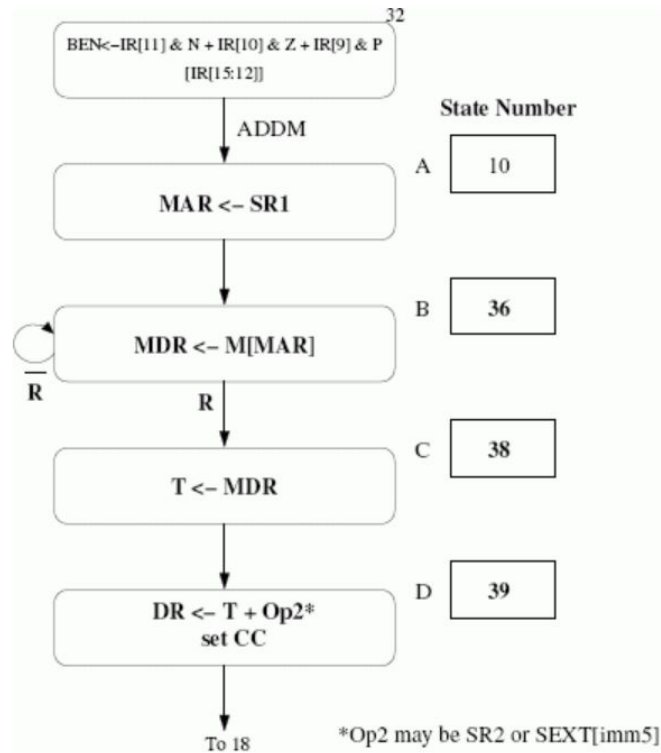 32
BEN<-IR[11] & N + IR[10] & Z + IR[9] & P
[IR[15:12]]
ADDM
State Number
A
10
MAR <- SR1
B
36
MDR <- M[MAR]
R
R
C
38
T <- MDR
D
39
DR <- T + Op2*
set CC
To 18
*Op2 may be SR2 or SEXT[imm5]